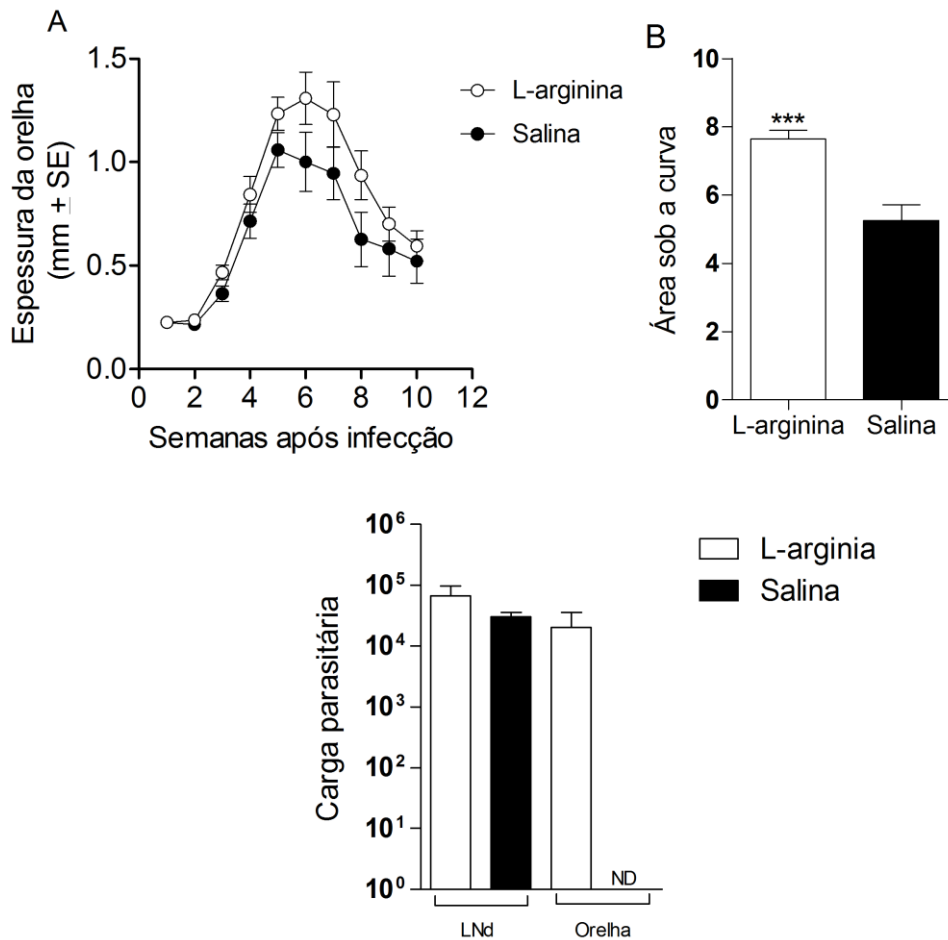 A
Espessura da orelha
(mm ± SE)
1.5
1.0
0.5
0.0
0 2 4 6 8 10 12
Semanas após infecção
L-arginina
Salina
B
Área sob a curva
10
8
6
4
2
0
***
L-arginina Salina
Carga parasitária
10⁶
10⁵
10⁴
10³
10²
10¹
10⁰
ND
LNd Orelha
L-arginia
Salina